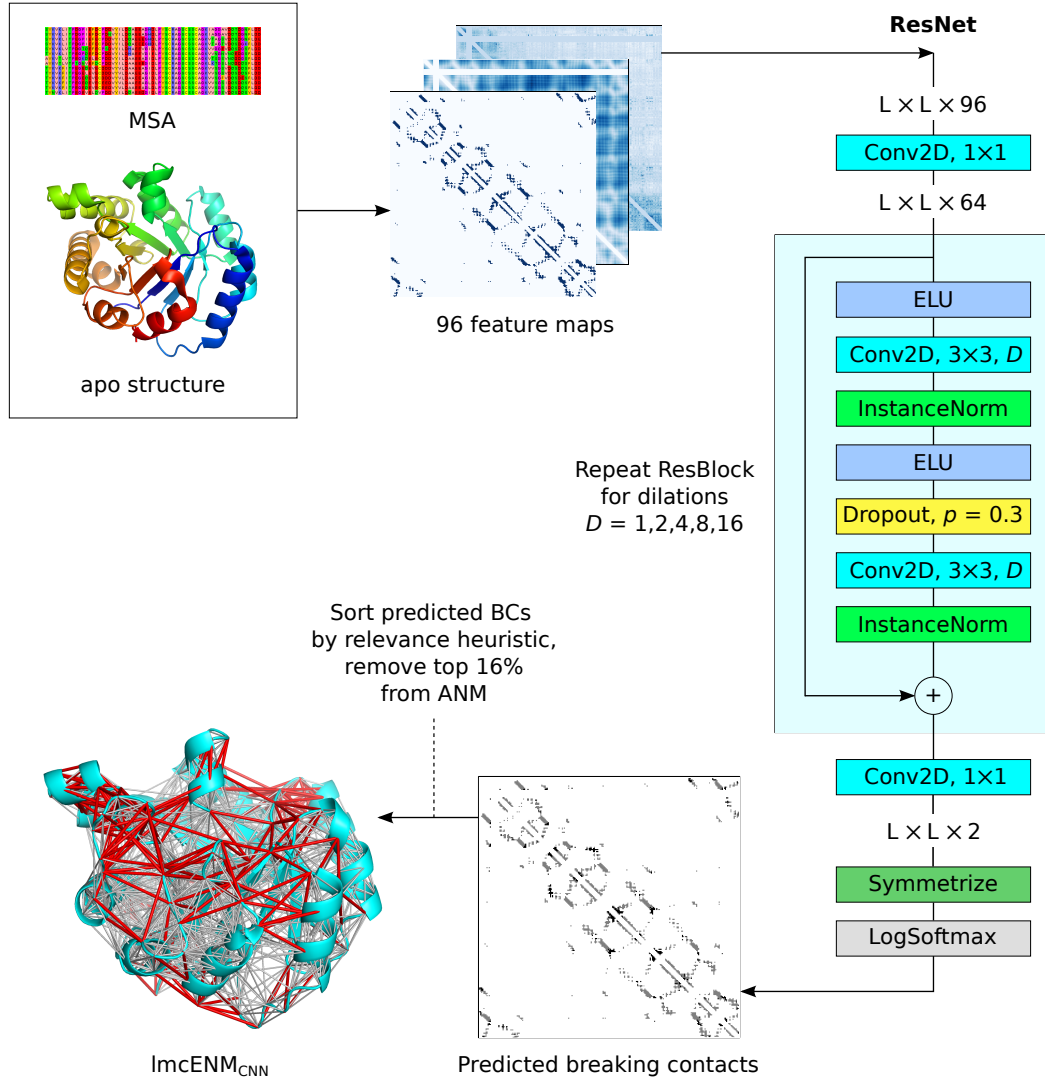 MSA
apo structure
96 feature maps
ResNet
L × L × 96
Conv2D, 1×1
L × L × 64
ELU
Conv2D, 3×3, D
InstanceNorm
ELU
Dropout, p = 0.3
Conv2D, 3×3, D
InstanceNorm
+
Repeat ResBlock
for dilations
D = 1,2,4,8,16
Conv2D, 1×1
L × L × 2
Symmetrize
LogSoftmax
Predicted breaking contacts
Sort predicted BCs
by relevance heuristic,
remove top 16%
from ANM
lmcENM_CNN